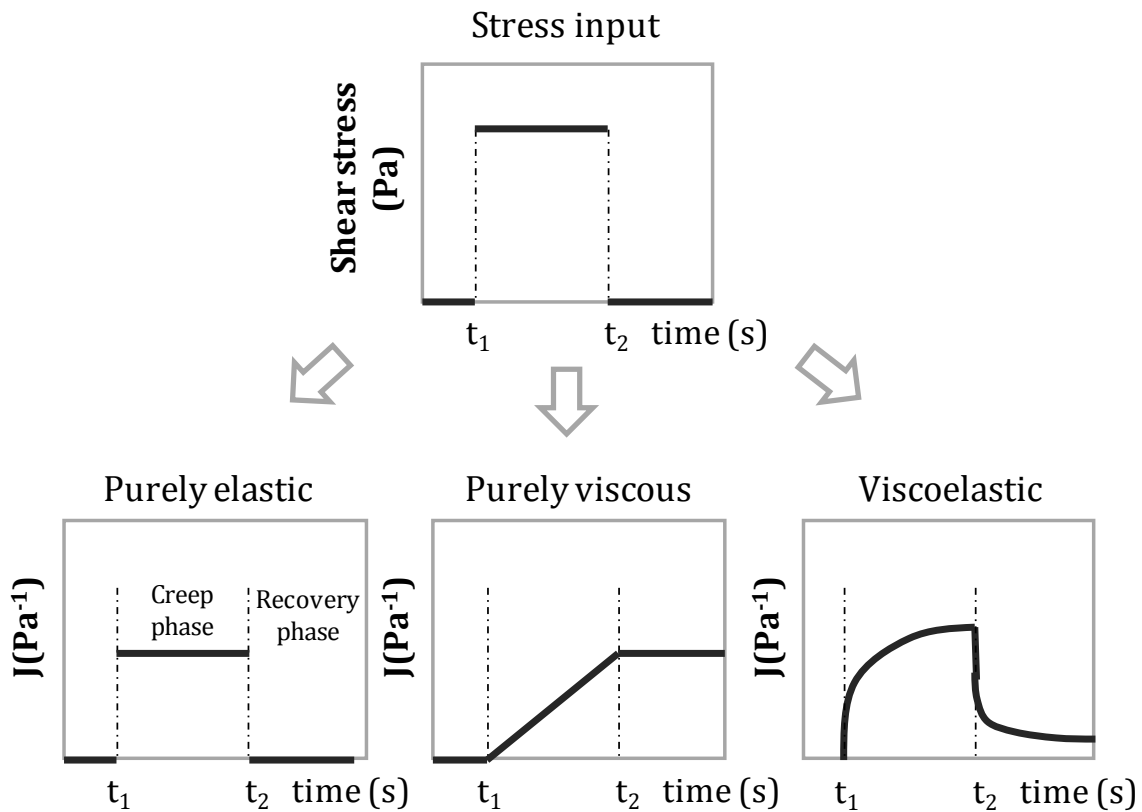 Stress input
Shear stress
(Pa)
t₁
t₂
time (s)
Purely elastic
Purely viscous
Viscoelastic
J(Pa⁻¹)
Creep
phase
Recovery
phase
t₁
t₂
time (s)
J(Pa⁻¹)
t₁
t₂
time (s)
J(Pa⁻¹)
t₁
t₂
time (s)